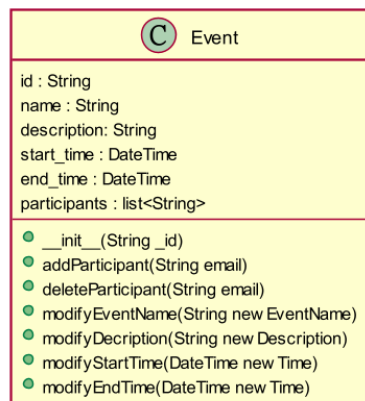 C Event
id : String
name : String
description: String
start_time : DateTime
end_time : DateTime
participants : list<String>
__init__(String _id)
addParticipant(String email)
deleteParticipant(String email)
modifyEventName(String new EventName)
modifyDecription(String new Description)
modifyStartTime(DateTime new Time)
modifyEndTime(DateTime new Time)